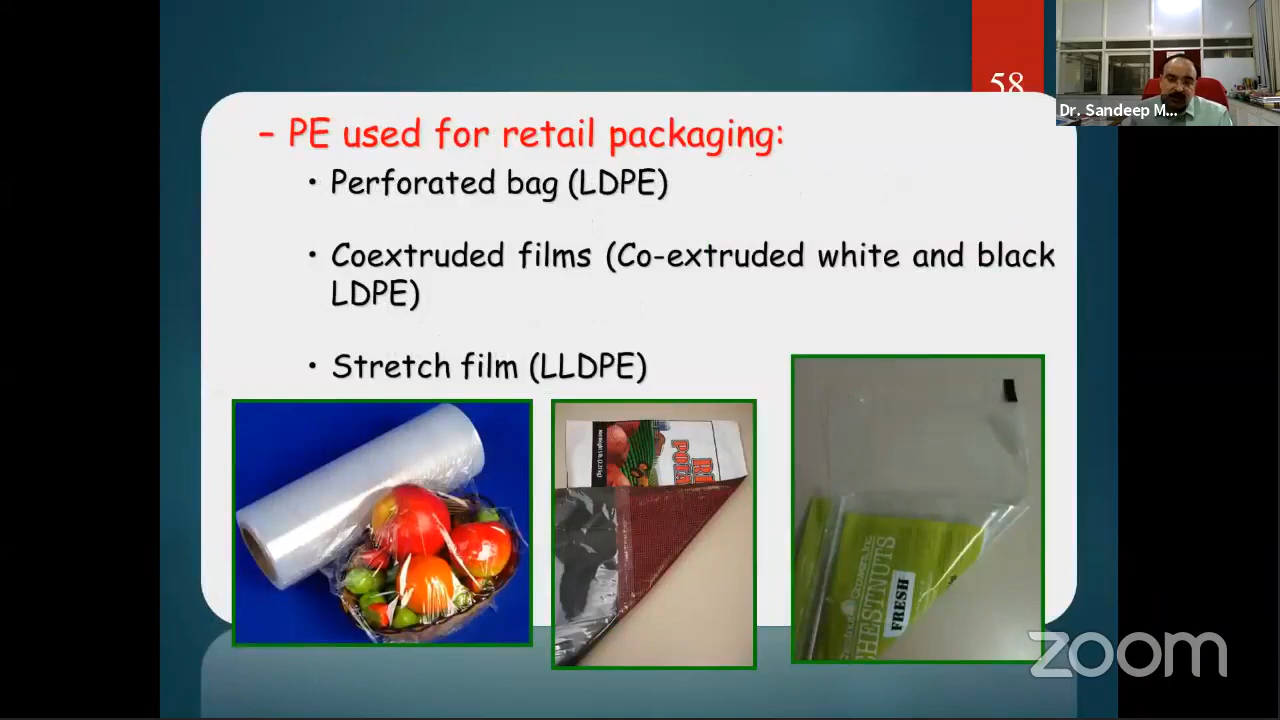 58
Dr. Sandeep M...
– PE used for retail packaging:
• Perforated bag (LDPE)
• Coextruded films (Co-extruded white and black
LDPE)
• Stretch film (LLDPE)
CHESTNUTS
FRESH
zoom